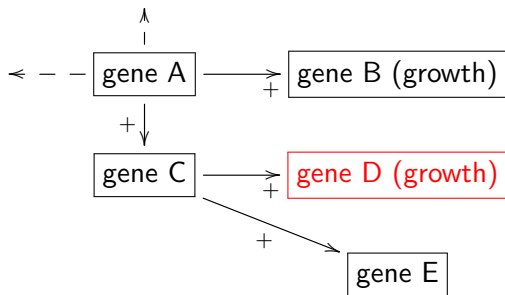 gene A
+
gene B (growth)
+
gene C
+
gene D (growth)
+
gene E